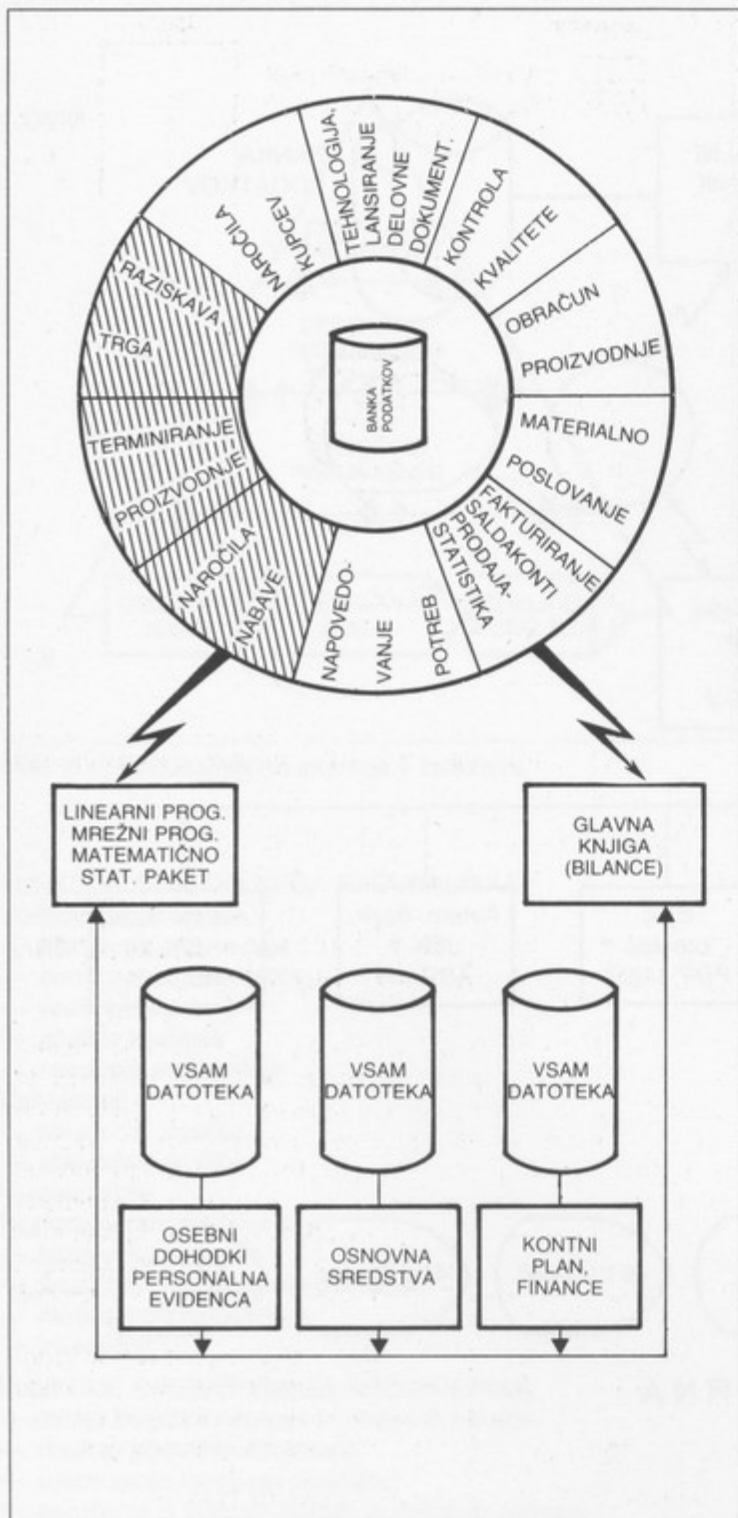 NAROČILA
KUPCEV
TEHNOLOGIJA,
LANSIRANJE
DELOVNE
DOKUMENT.
KONTROLA
KVALITETE
OBRAČUN
PROIZVODNJE
MATERIALNO
POSLOVANJE
FAKTURIRANJE
SALDAKONTI
PRODAJA-
STATISTIKA
NAPOVEDO-
VANJE
POTREB
NAROČILA
NABAVE
TERMINIRANJE
PROIZVODNJE
RAZISKAVA
TRGA
BANKA
PODATKOV
LINEARNI PROG.
MREŽNI PROG.
MATEMATIČNO
STAT. PAKET
GLAVNA
KNJIGA
(BILANCE)
VSAM
DATOTEKA
VSAM
DATOTEKA
VSAM
DATOTEKA
OSEBNI
DOHODKI
PERSONALNA
EVIDENCA
OSNOVNA
SREDSTVA
KONTNI
PLAN,
FINANCE